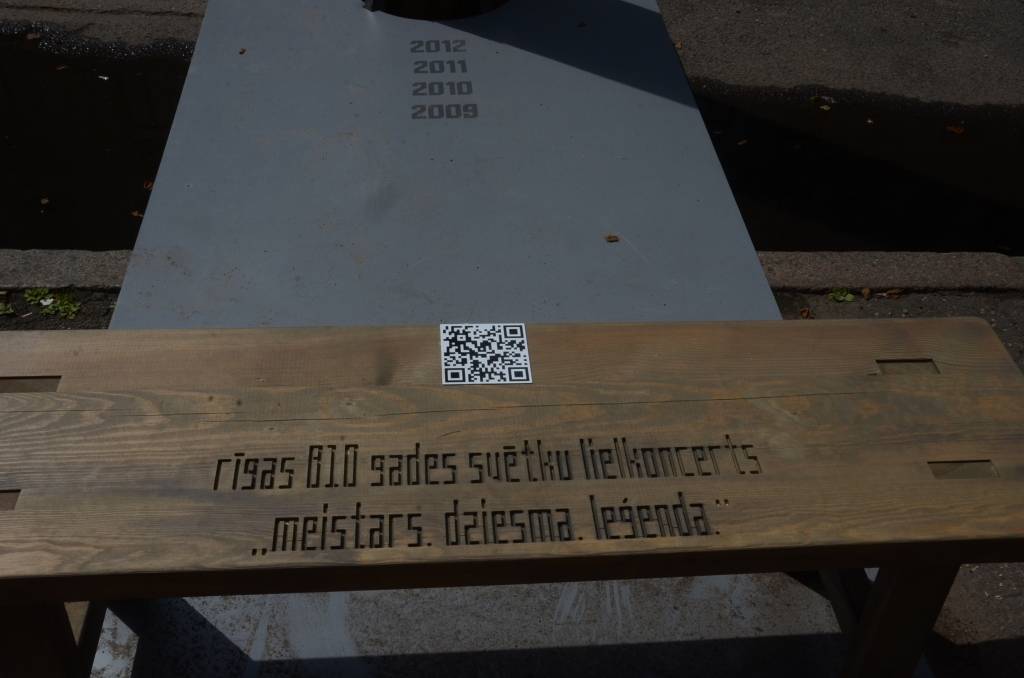 2012
2011
2010
2009
rīgas 810 gades svētku lielkoncerts
„meistars. dziesma. leģenda.”